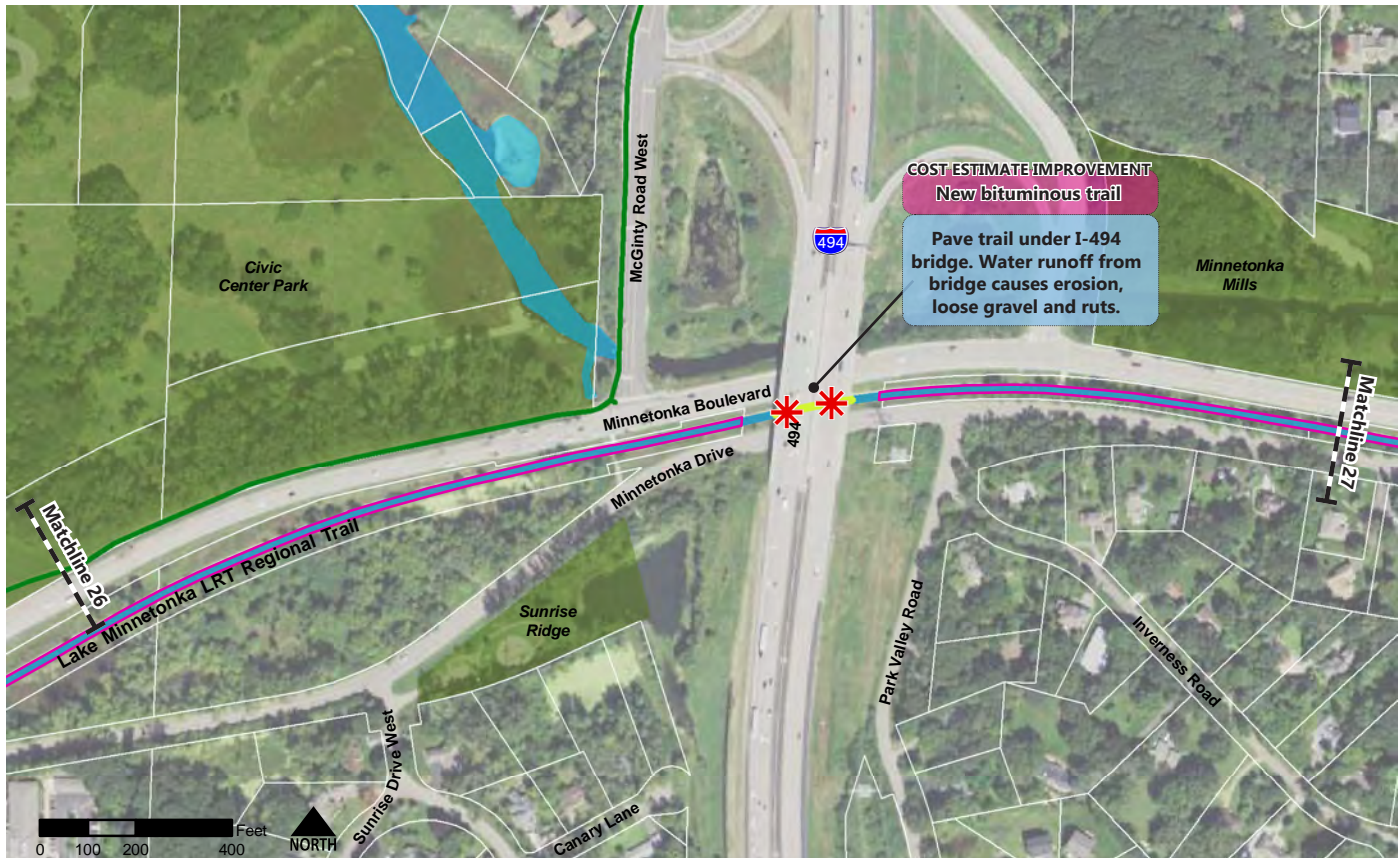 McGinty Road West
COST ESTIMATE IMPROVEMENT
New bituminous trail
494
Pave trail under I-494
bridge. Water runoff from
bridge causes erosion,
loose gravel and ruts.
Civic
Center Park
Minnetonka
Mills
Minnetonka Boulevard
494
Minnetonka Drive
Matchline 27
Matchline 26
Lake Minnetonka LRT Regional Trail
Sunrise
Ridge
Park Valley Road
Inverness Road
Sunrise Drive West
Canary Lane
Feet
0 100 200 400
NORTH